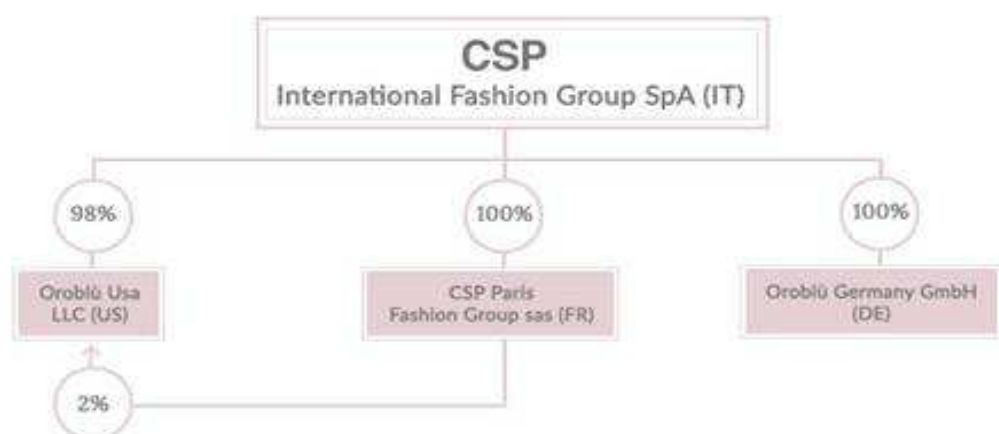 CSP
International Fashion Group SpA (IT)
98%
100%
100%
Oroblù Usa
LLC (US)
CSP Paris
Fashion Group sas (FR)
Oroblù Germany GmbH
(DE)
2%